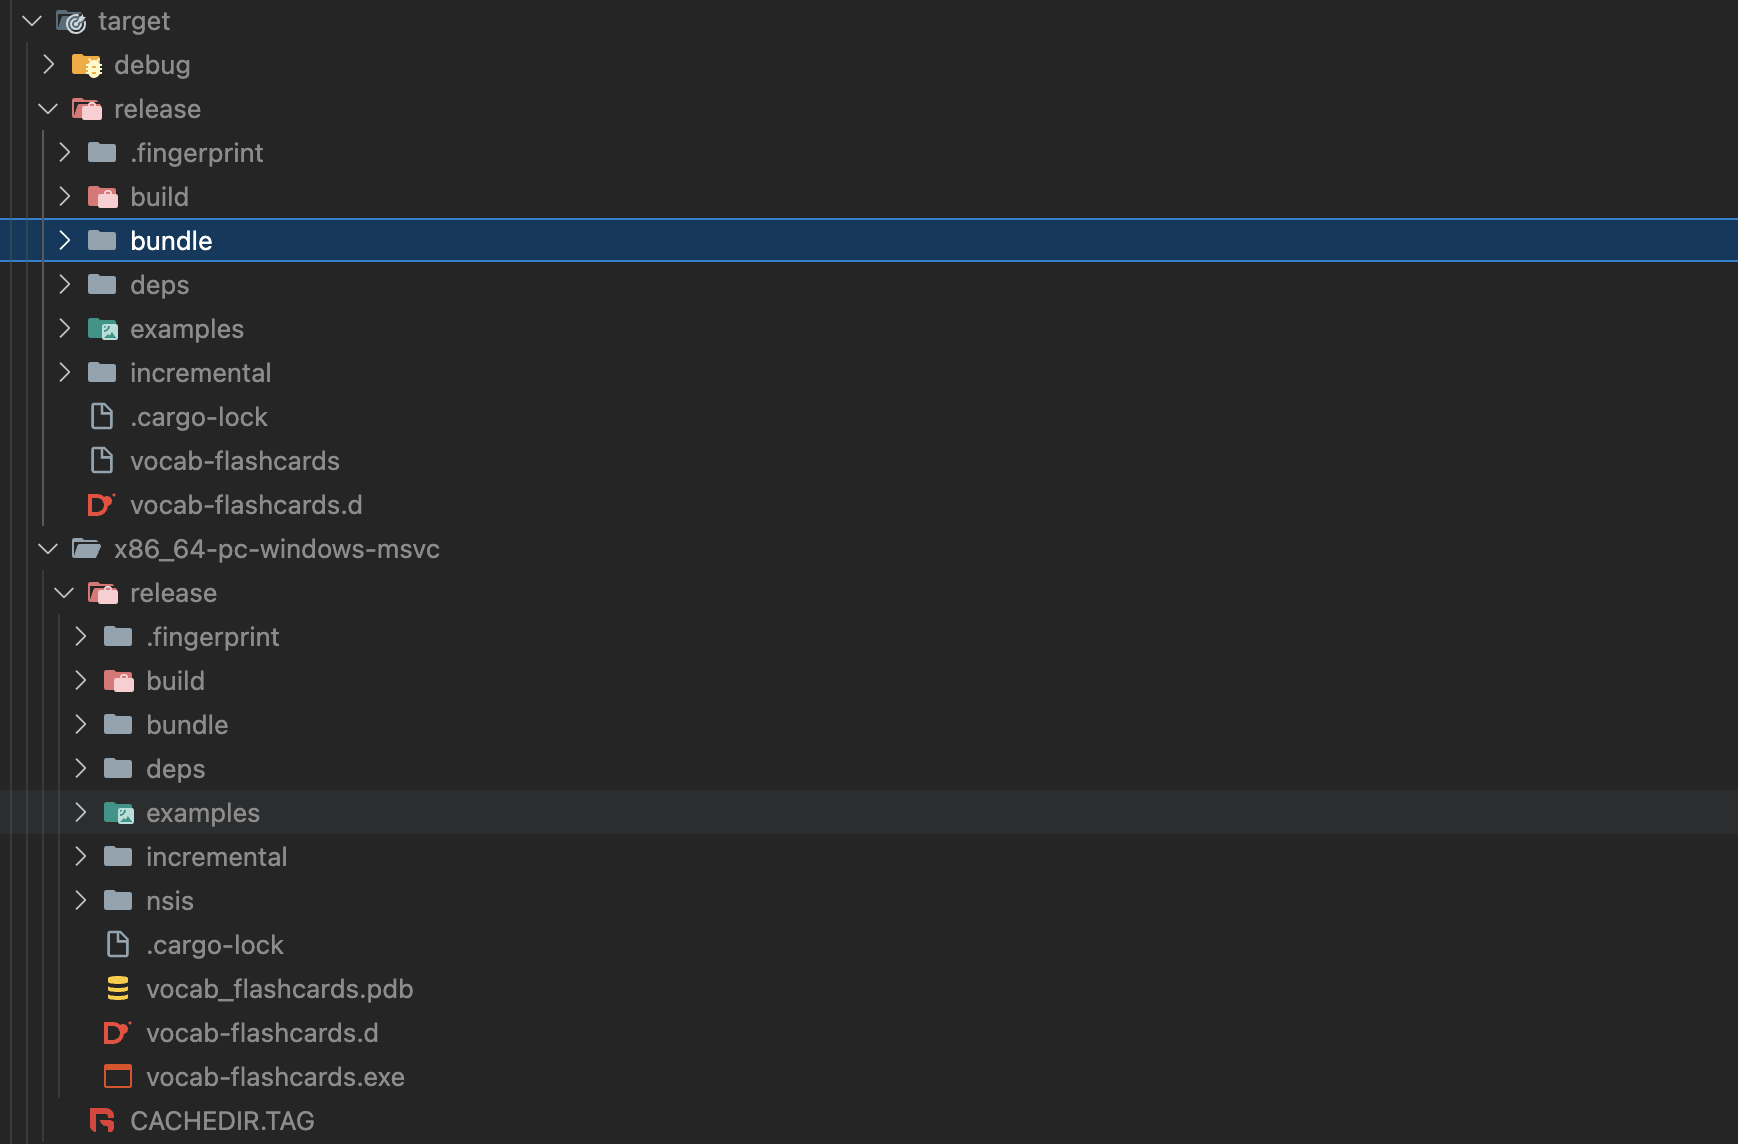 target
debug
release
.fingerprint
build
bundle
deps
examples
incremental
.cargo-lock
vocab-flashcards
vocab-flashcards.d
x86_64-pc-windows-msvc
release
.fingerprint
build
bundle
deps
examples
incremental
nsis
.cargo-lock
vocab_flashcards.pdb
vocab-flashcards.d
vocab-flashcards.exe
CACHEDIR.TAG